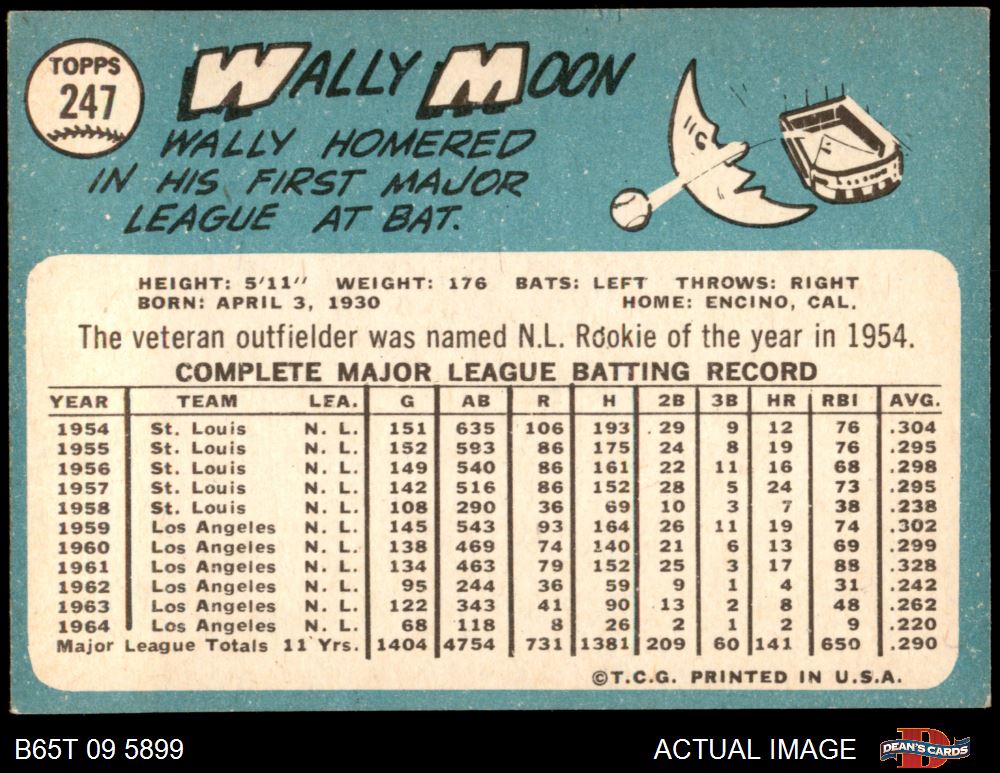 TOPPS
247
WALLY MOON
WALLY HOMERED
IN HIS FIRST MAJOR
LEAGUE AT BAT.
HEIGHT: 5'11" WEIGHT: 176 BATS: LEFT THROWS: RIGHT
BORN: APRIL 3, 1930 HOME: ENCINO, CAL.
The veteran outfielder was named N.L. Rookie of the year in 1954.
COMPLETE MAJOR LEAGUE BATTING RECORD
YEAR TEAM LEA. G AB R H 2B 3B HR RBI AVG.
1954 St. Louis N. L. 151 635 106 193 29 9 12 76 .304
1955 St. Louis N. L. 152 593 86 175 24 8 19 76 .295
1956 St. Louis N. L. 149 540 86 161 22 11 16 68 .298
1957 St. Louis N. L. 142 516 86 152 28 5 24 73 .295
1958 St. Louis N. L. 108 290 36 69 10 3 7 38 .238
1959 Los Angeles N. L. 145 543 93 164 26 11 19 74 .302
1960 Los Angeles N. L. 138 469 74 140 21 6 13 69 .299
1961 Los Angeles N. L. 134 463 79 152 25 3 17 88 .328
1962 Los Angeles N. L. 95 244 36 59 9 1 4 31 .242
1963 Los Angeles N. L. 122 343 41 90 13 2 8 48 .262
1964 Los Angeles N. L. 68 118 8 26 2 1 2 9 .220
Major League Totals 11 Yrs. 1404 4754 731 1381 209 60 141 650 .290
©T.C.G. PRINTED IN U.S.A.
B65T 09 5899 ACTUAL IMAGE DEAN'S CARDS